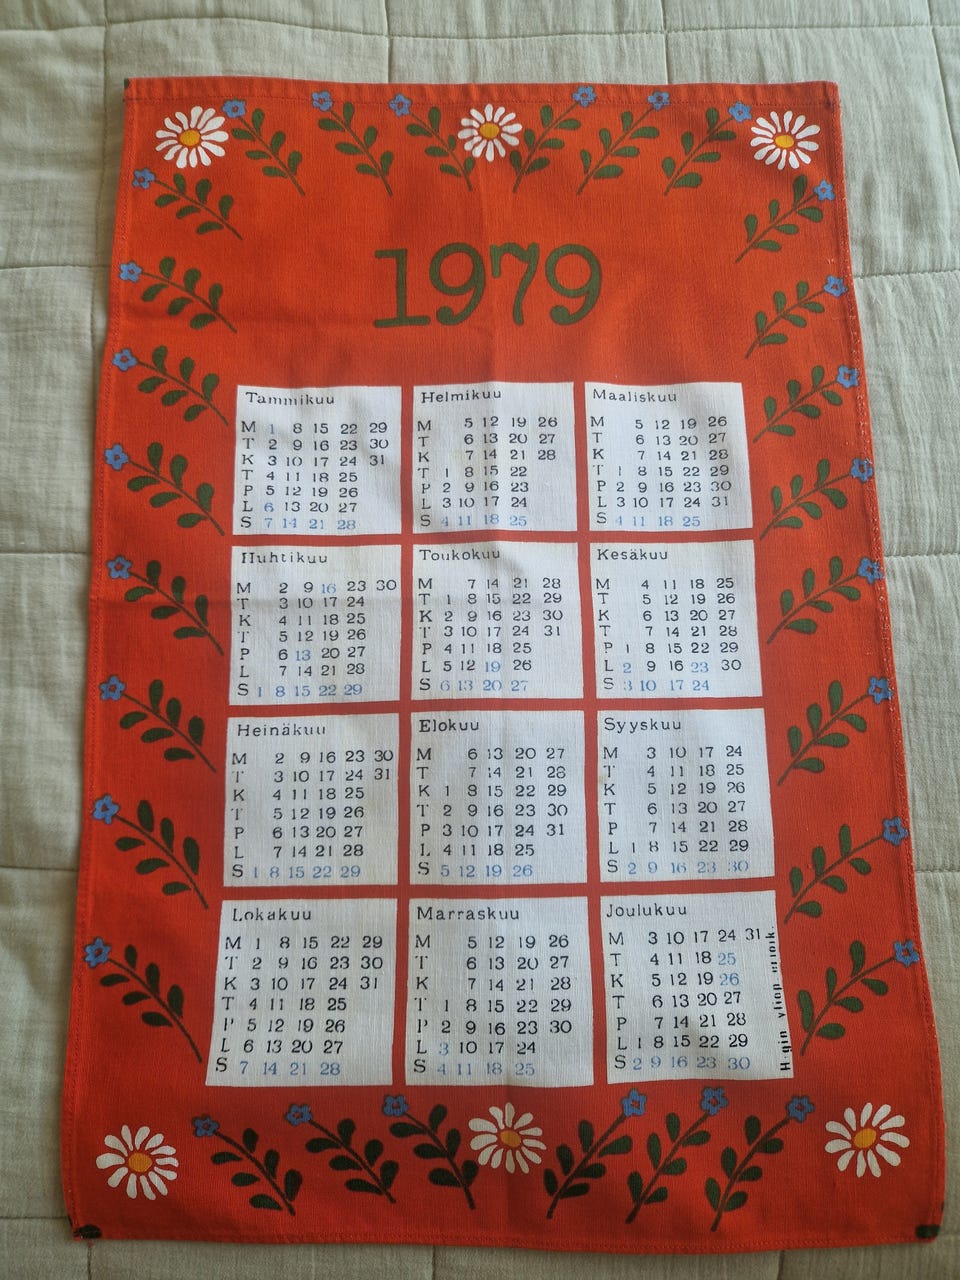 1979
Tammikuu
M 1 8 15 22 29
T 2 9 16 23 30
K 3 10 17 24 31
T 4 11 18 25
P 5 12 19 26
L 6 13 20 27
S 7 14 21 28
Helmikuu
M 5 12 19 26
T 6 13 20 27
K 7 14 21 28
T 1 8 15 22
P 2 9 16 23
L 3 10 17 24
S 4 11 18 25
Maaliskuu
M 5 12 19 26
T 6 13 20 27
K 7 14 21 28
T 1 8 15 22 29
P 2 9 16 23 30
L 3 10 17 24 31
S 4 11 18 25
Huhtikuu
M 2 9 16 23 30
T 3 10 17 24
K 4 11 18 25
T 5 12 19 26
P 6 13 20 27
L 7 14 21 28
S 1 8 15 22 29
Toukokuu
M 7 14 21 28
T 1 8 15 22 29
K 2 9 16 23 30
T 3 10 17 24 31
P 4 11 18 25
L 5 12 19 26
S 6 13 20 27
Kesäkuu
M 4 11 18 25
T 5 12 19 26
K 6 13 20 27
T 7 14 21 28
P 1 8 15 22 29
L 2 9 16 23 30
S 3 10 17 24
Heinäkuu
M 2 9 16 23 30
T 3 10 17 24 31
K 4 11 18 25
T 5 12 19 26
P 6 13 20 27
L 7 14 21 28
S 1 8 15 22 29
Elokuu
M 6 13 20 27
T 7 14 21 28
K 1 8 15 22 29
T 2 9 16 23 30
P 3 10 17 24 31
L 4 11 18 25
S 5 12 19 26
Syyskuu
M 3 10 17 24
T 4 11 18 25
K 5 12 19 26
T 6 13 20 27
P 7 14 21 28
L 1 8 15 22 29
S 2 9 16 23 30
Lokakuu
M 1 8 15 22 29
T 2 9 16 23 30
K 3 10 17 24 31
T 4 11 18 25
P 5 12 19 26
L 6 13 20 27
S 7 14 21 28
Marraskuu
M 5 12 19 26
T 6 13 20 27
K 7 14 21 28
T 1 8 15 22 29
P 2 9 16 23 30
L 3 10 17 24
S 4 11 18 25
Joulukuu
M 3 10 17 24 31
T 4 11 18 25
K 5 12 19 26
T 6 13 20 27
P 7 14 21 28
L 1 8 15 22 29
S 2 9 16 23 30